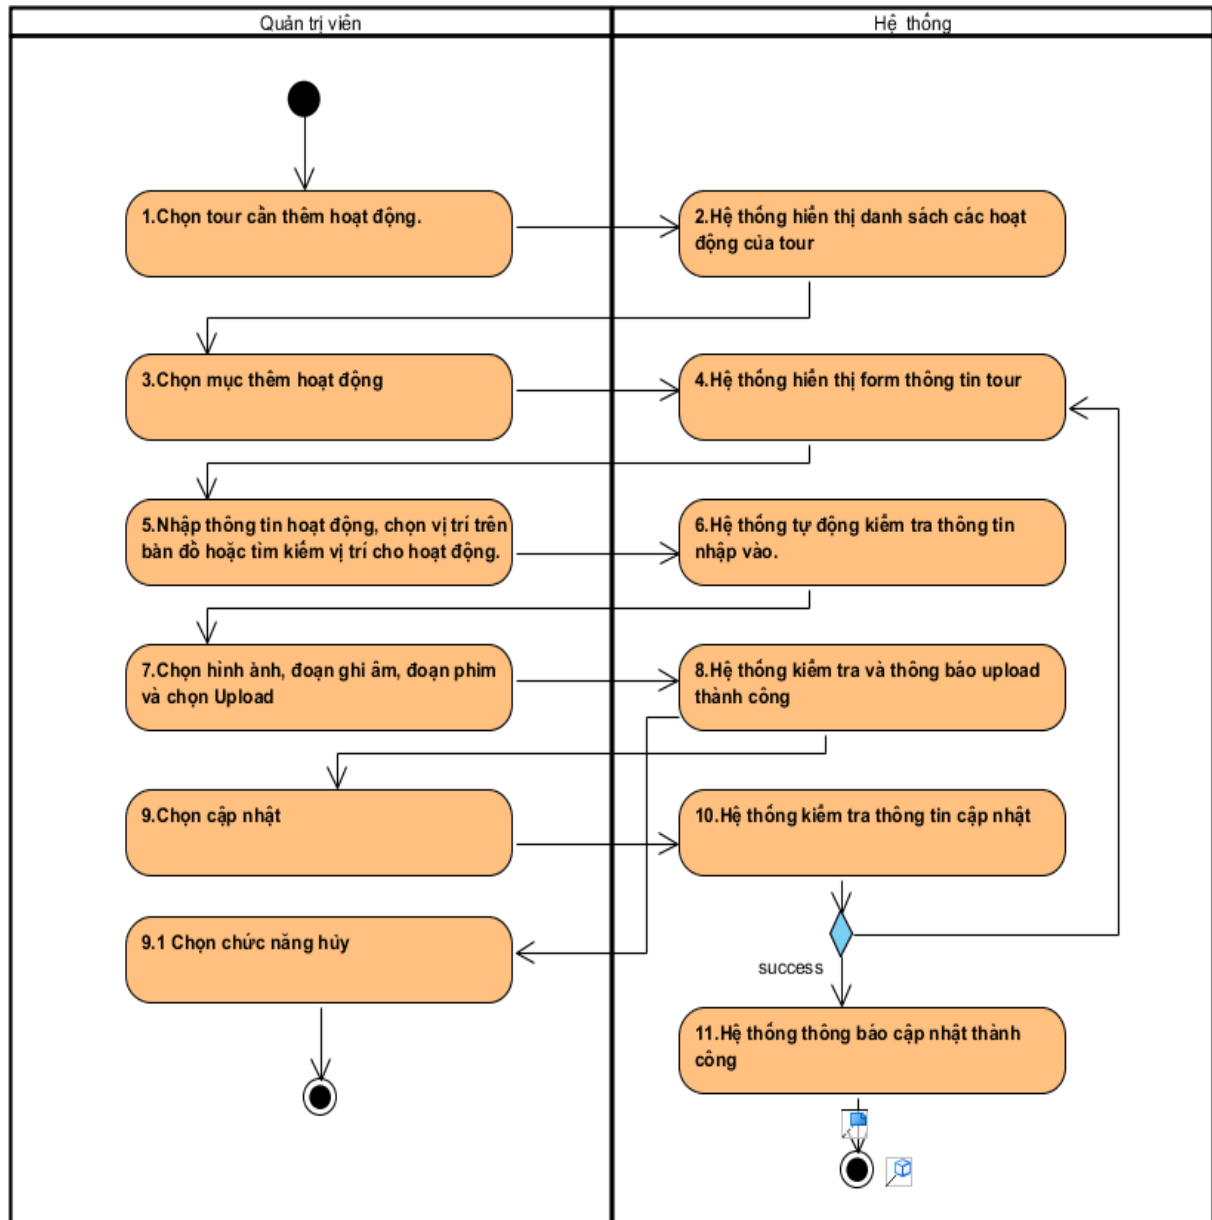 Quản trị viên
Hệ thống
1.Chọn tour cần thêm hoạt động.
2.Hệ thống hiển thị danh sách các hoạt
động của tour
3.Chọn mục thêm hoạt động
4.Hệ thống hiển thị form thông tin tour
5.Nhập thông tin hoạt động, chọn vị trí trên
bàn đồ hoặc tìm kiếm vị trí cho hoạt động.
6.Hệ thống tự động kiểm tra thông tin
nhập vào.
7.Chọn hình ành, đoạn ghi âm, đoạn phim
và chọn Upload
8.Hệ thống kiểm tra và thông báo upload
thành công
9.Chọn cập nhật
10.Hệ thống kiểm tra thông tin cập nhật
9.1 Chọn chức năng hủy
success
11.Hệ thống thông báo cập nhật thành
công